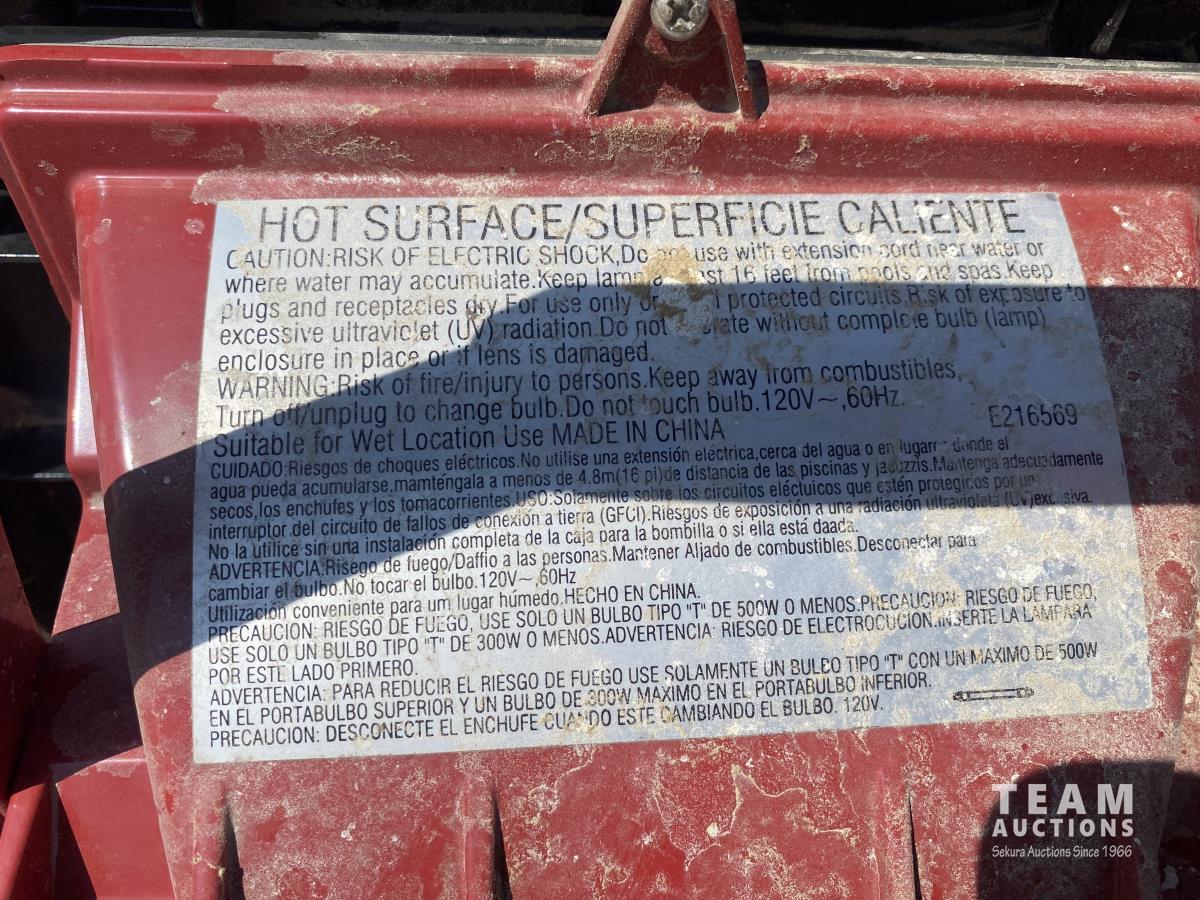 HOT SURFACE/SUPERFICIE CALIENTE
CAUTION:RISK OF ELECTRIC SHOCK,Do use with extension cord near water or
where water may accumulate.Keep lamp 16 feet from pools and spas.Keep
plugs and receptacles dry.For use only protected circuits.Risk of exposure to
excessive ultraviolet (UV) radiation.Do not without complete bulb (lamp)
enclosure in place or if lens is damaged.
WARNING:Risk of fire/injury to persons.Keep away from combustibles,
Turn off/unplug to change bulb.Do not touch bulb.120V~,60Hz.
Suitable for Wet Location Use MADE IN CHINA
E216569
CUIDADO:Riesgos de choques eléctricos.No utilise una extensión eléctrica,cerca del agua o en lugares donde el
agua pueda acumularse.mamténgala a menos de 4.8m(16 pi)de distancia de las piscinas y jacuzzis.Mantenga adecuadamente
secos,los enchufes y los tomacorrientes.USO:Solamente sobre los circuitos eléctuicos que estén protegicos por un
interruptor del circuito de fallos de conexión a tierra (GFCI).Riesgos de exposición a una radiación ultravioleta (UV)excesiva.
No la utilice sin una instalación completa de la caja para la bombilla o si ella está daada.
ADVERTENCIA.Risego de fuego/Daffio a las personas.Mantener Aljado de combustibles.Desconectar para
cambiar el bulbo.No tocar el bulbo.120V~,60Hz
Utilización conveniente para um lugar húmedo.HECHO EN CHINA.
PRECAUCION: RIESGO DE FUEGO, USE SOLO UN BULBO TIPO "T" DE 500W O MENOS.PRECAUCION: RIESGO DE FUEGO,
USE SOLO UN BULBO TIPO "T" DE 300W O MENOS.ADVERTENCIA: RIESGO DE ELECTROCUCION.INSERTE LA LAMPARA
POR ESTE LADO PRIMERO.
ADVERTENCIA: PARA REDUCIR EL RIESGO DE FUEGO USE SOLAMENTE UN BULBO TIPO "T" CON UN MAXIMO DE 500W
EN EL PORTABULBO SUPERIOR Y UN BULBO DE 300W MAXIMO EN EL PORTABULBO INFERIOR.
PRECAUCION: DESCONECTE EL ENCHUFE CUANDO ESTE CAMBIANDO EL BULBO. 120V.
TEAM
AUCTIONS
Sekura Auctions Since 1966